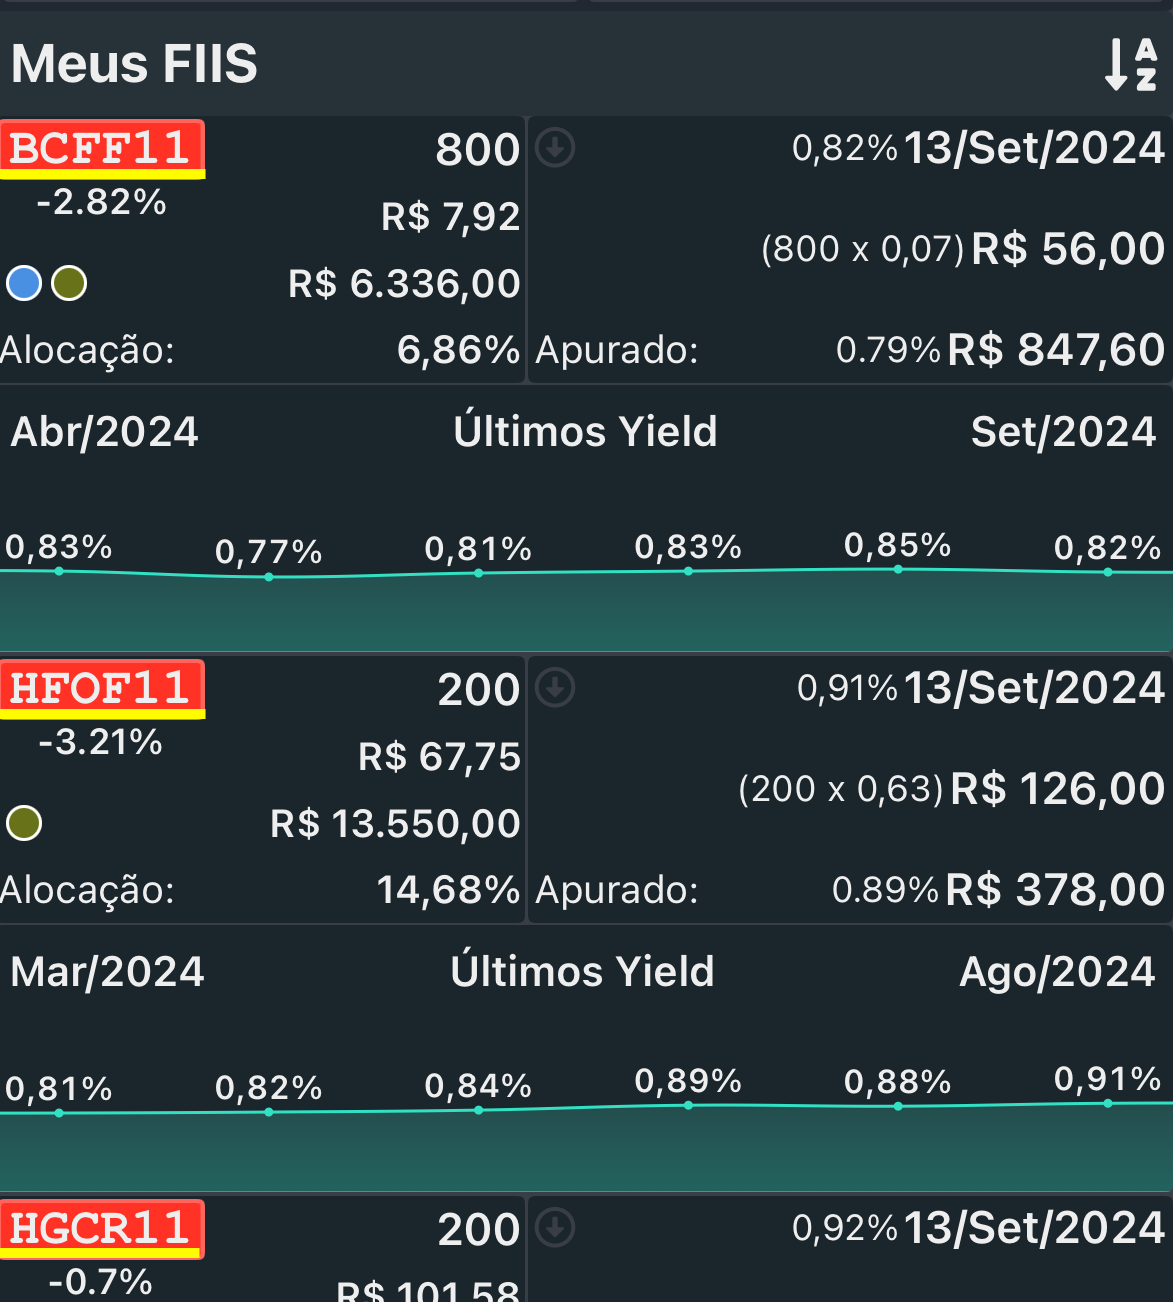 Meus FIIS
A
Z
BCFF11 800 0,82% 13/Set/2024
-2.82% R$ 7,92
(800 x 0,07) R$ 56,00
R$ 6.336,00
Alocação: 6,86% Apurado: 0.79% R$ 847,60
Abr/2024 Últimos Yield Set/2024
0,83% 0,77% 0,81% 0,83% 0,85% 0,82%
HFOF11 200 0,91% 13/Set/2024
-3.21% R$ 67,75
(200 x 0,63) R$ 126,00
R$ 13.550,00
Alocação: 14,68% Apurado: 0.89% R$ 378,00
Mar/2024 Últimos Yield Ago/2024
0,81% 0,82% 0,84% 0,89% 0,88% 0,91%
HGCR11 200 0,92% 13/Set/2024
-0.7% R$ 101,58